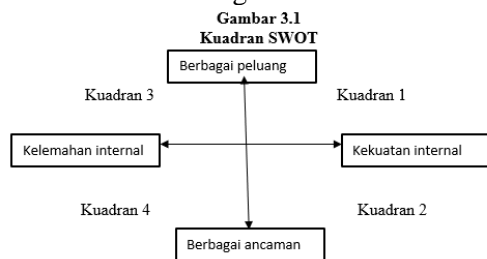 Gambar 3.1
Kuadran SWOT
Berbagai peluang
Kuadran 3
Kuadran 1
Kelemahan internal
Kekuatan internal
Kuadran 4
Kuadran 2
Berbagai ancaman